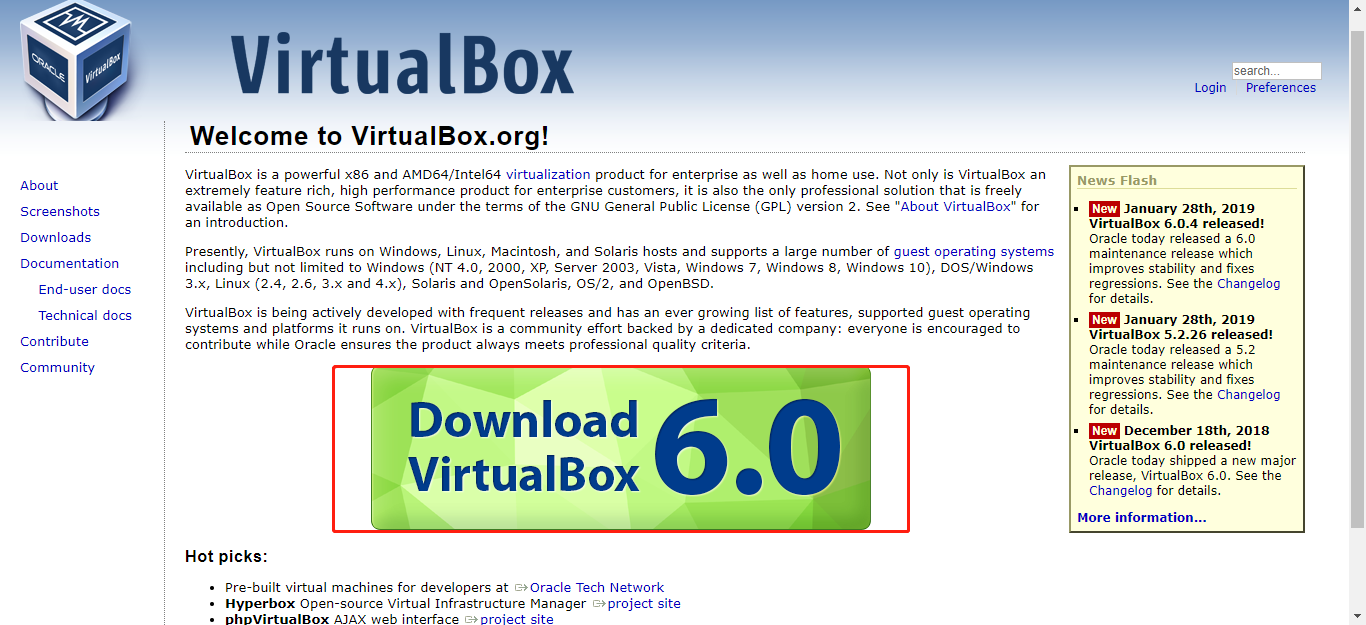 ORACLE
VirtualBox
VirtualBox
search...
Login Preferences
Welcome to VirtualBox.org!
About
Screenshots
Downloads
Documentation
End-user docs
Technical docs
Contribute
Community
VirtualBox is a powerful x86 and AMD64/Intel64 virtualization product for enterprise as well as home use. Not only is VirtualBox an
extremely feature rich, high performance product for enterprise customers, it is also the only professional solution that is freely
available as Open Source Software under the terms of the GNU General Public License (GPL) version 2. See "About VirtualBox" for
an introduction.
Presently, VirtualBox runs on Windows, Linux, Macintosh, and Solaris hosts and supports a large number of guest operating systems
including but not limited to Windows (NT 4.0, 2000, XP, Server 2003, Vista, Windows 7, Windows 8, Windows 10), DOS/Windows
3.x, Linux (2.4, 2.6, 3.x and 4.x), Solaris and OpenSolaris, OS/2, and OpenBSD.
VirtualBox is being actively developed with frequent releases and has an ever growing list of features, supported guest operating
systems and platforms it runs on. VirtualBox is a community effort backed by a dedicated company: everyone is encouraged to
contribute while Oracle ensures the product always meets professional quality criteria.
Download
VirtualBox 6.0
Hot picks:
Pre-built virtual machines for developers at Oracle Tech Network
Hyperbox Open-source Virtual Infrastructure Manager project site
phpVirtualBox AJAX web interface project site
News Flash
New January 28th, 2019
VirtualBox 6.0.4 released!
Oracle today released a 6.0
maintenance release which
improves stability and fixes
regressions. See the Changelog
for details.
New January 28th, 2019
VirtualBox 5.2.26 released!
Oracle today released a 5.2
maintenance release which
improves stability and fixes
regressions. See the Changelog
for details.
New December 18th, 2018
VirtualBox 6.0 released!
Oracle today shipped a new major
release, VirtualBox 6.0. See the
Changelog for details.
More information...